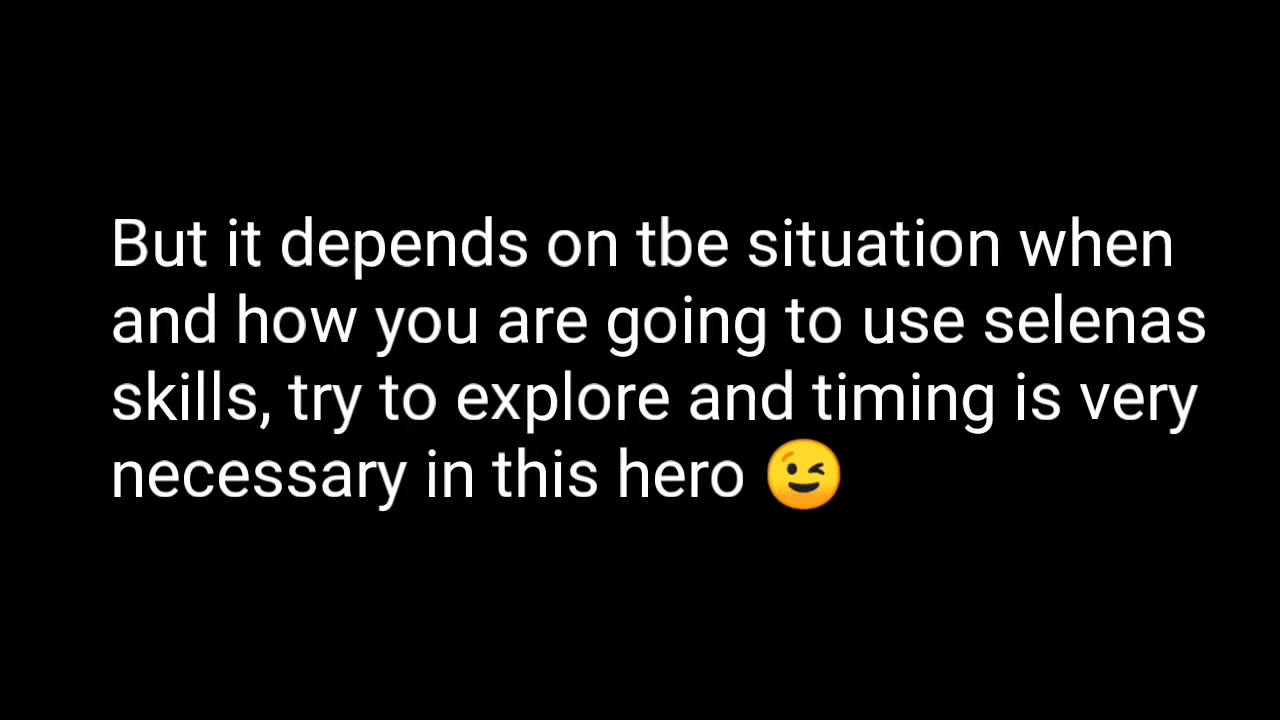 But it depends on tbe situation when
and how you are going to use selenas
skills, try to explore and timing is very
necessary in this hero 😉